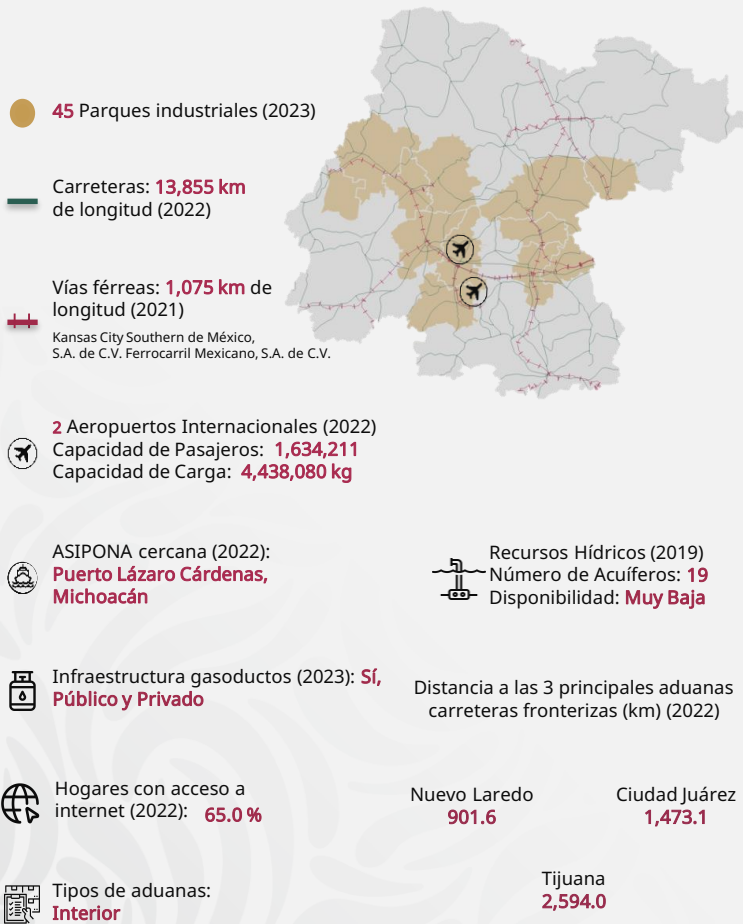 45 Parques industriales (2023)
Carreteras: 13,855 km
de longitud (2022)
Vías férreas: 1,075 km de
longitud (2021)
Kansas City Southern de México,
S.A. de C.V. Ferrocarril Mexicano, S.A. de C.V.
2 Aeropuertos Internacionales (2022)
Capacidad de Pasajeros: 1,634,211
Capacidad de Carga: 4,438,080 kg
ASIPONA cercana (2022):
Puerto Lázaro Cárdenas,
Michoacán
Recursos Hídricos (2019)
Número de Acuíferos: 19
Disponibilidad: Muy Baja
Infraestructura gasoductos (2023): Sí,
Público y Privado
Distancia a las 3 principales aduanas
carreteras fronterizas (km) (2022)
Hogares con acceso a
internet (2022): 65.0 %
Nuevo Laredo
901.6
Ciudad Juárez
1,473.1
Tipos de aduanas:
Interior
Tijuana
2,594.0